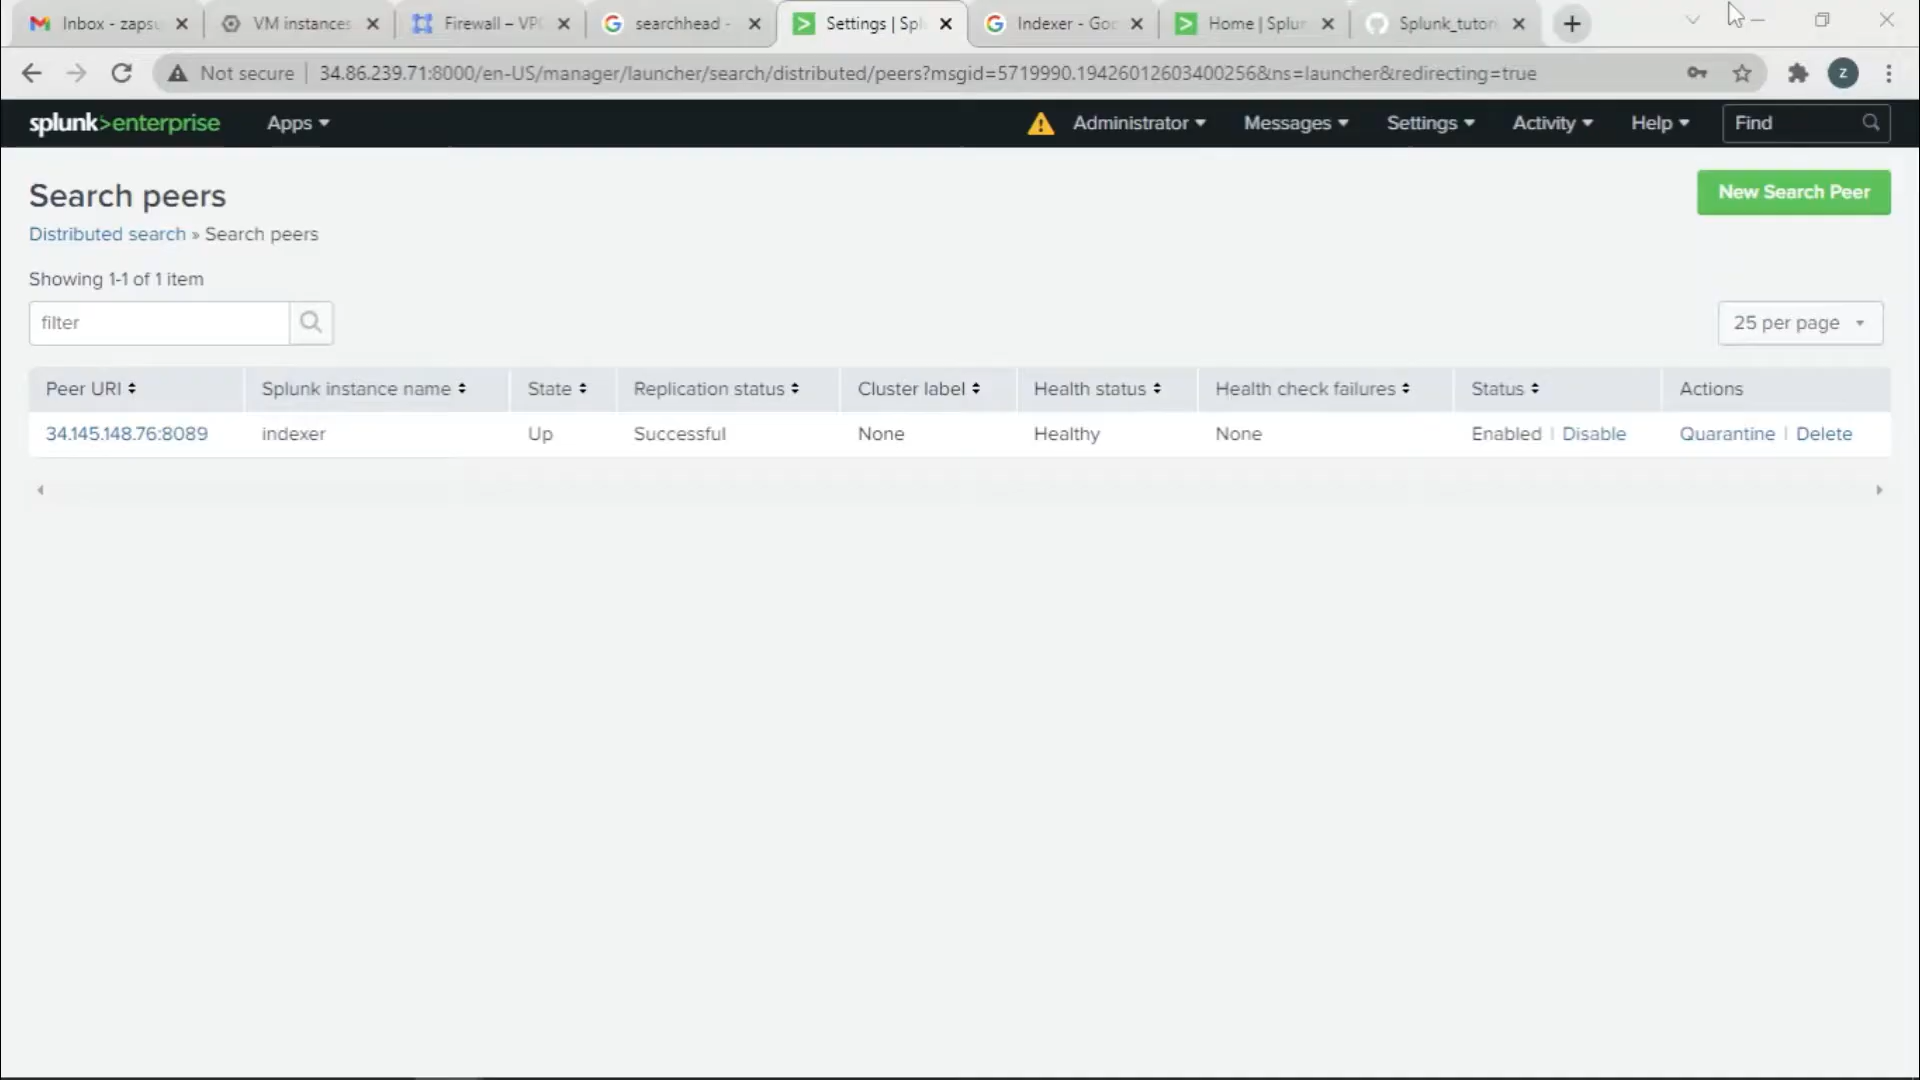 Inbox - zapsu
VM instances
Firewall – VPC
searchhead -
Settings | Spl
Indexer - Goo
Home | Splun
Splunk_tutori
Not secure
34.86.239.71:8000/en-US/manager/launcher/search/distributed/peers?msgid=5719990.19426012603400256&ns=launcher&redirecting=true
z
splunk>enterprise
Apps
Administrator
Messages
Settings
Activity
Help
Find
Search peers
New Search Peer
Distributed search » Search peers
Showing 1-1 of 1 item
filter
25 per page
Peer URI Splunk instance name State Replication status Cluster label Health status Health check failures Status Actions
34.145.148.76:8089 indexer Up Successful None Healthy None Enabled | Disable Quarantine | Delete